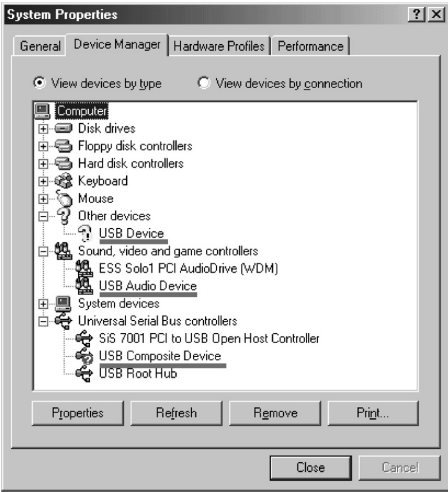 System Properties
General Device Manager Hardware Profiles Performance
View devices by type View devices by connection
Computer
Disk drives
Floppy disk controllers
Hard disk controllers
Keyboard
Mouse
Other devices
USB Device
Sound, video and game controllers
ESS Solo1 PCI AudioDrive (WDM)
USB Audio Device
System devices
Universal Serial Bus controllers
SiS 7001 PCI to USB Open Host Controller
USB Composite Device
USB Root Hub
Properties Refresh Remove Print...
Close Cancel